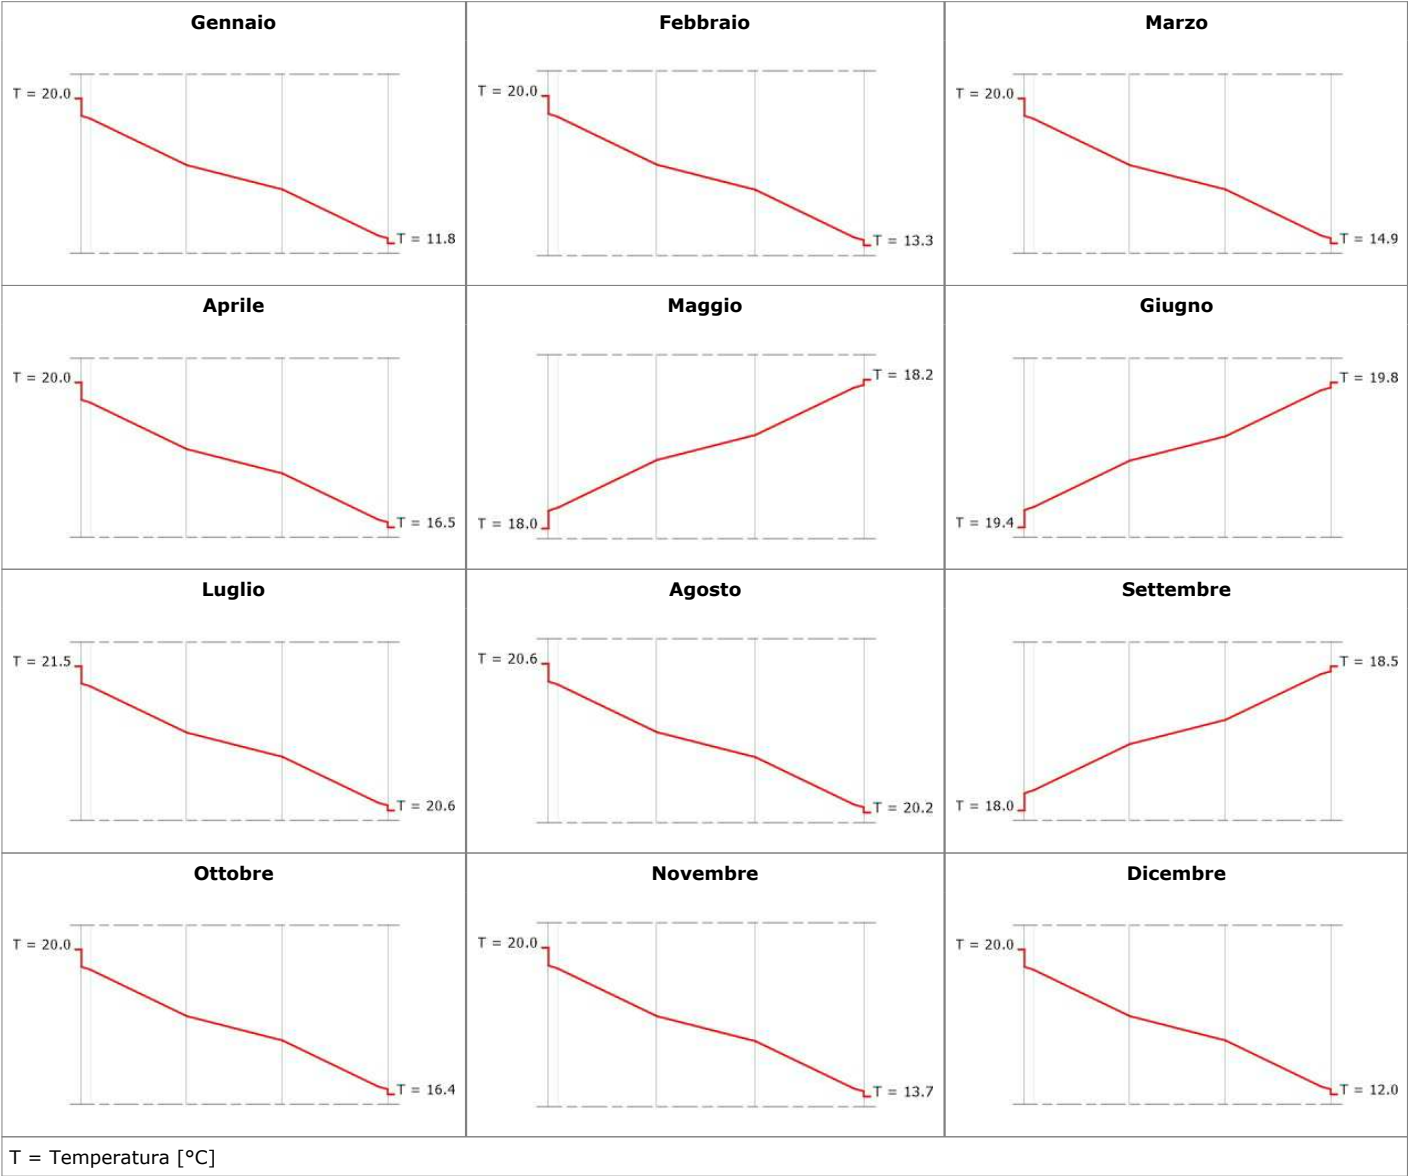 Gennaio
T = 20.0
T = 11.8
Febbraio
T = 20.0
T = 13.3
Marzo
T = 20.0
T = 14.9
Aprile
T = 20.0
T = 16.5
Maggio
T = 18.2
T = 18.0
Giugno
T = 19.8
T = 19.4
Luglio
T = 21.5
T = 20.6
Agosto
T = 20.6
T = 20.2
Settembre
T = 18.5
T = 18.0
Ottobre
T = 20.0
T = 16.4
Novembre
T = 20.0
T = 13.7
Dicembre
T = 20.0
T = 12.0
T = Temperatura [°C]